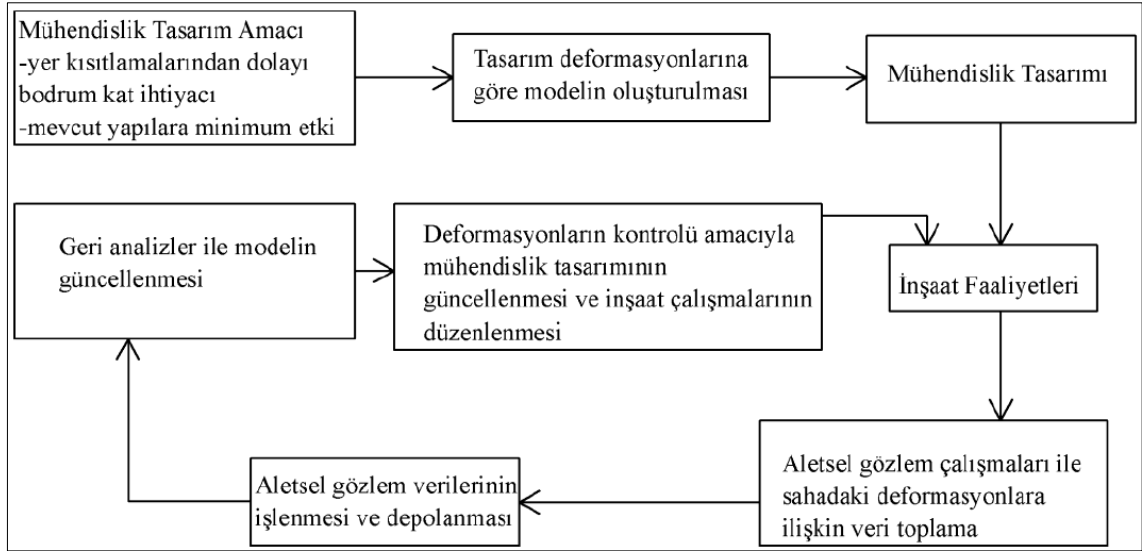 Mühendislik Tasarım Amacı
-yer kısıtlamalarından dolayı
bodrum kat ihtiyacı
-mevcut yapılara minimum etki
Tasarım deformasyonlarına
göre modelin oluşturulması
Mühendislik Tasarımı
Geri analizler ile modelin
güncellenmesi
Deformasyonların kontrolü amacıyla
mühendislik tasarımının
güncellenmesi ve inşaat çalışmalarının
düzenlenmesi
İnşaat Faaliyetleri
Aletsel gözlem verilerinin
işlenmesi ve depolanması
Aletsel gözlem çalışmaları ile
sahadaki deformasyonlara
ilişkin veri toplama